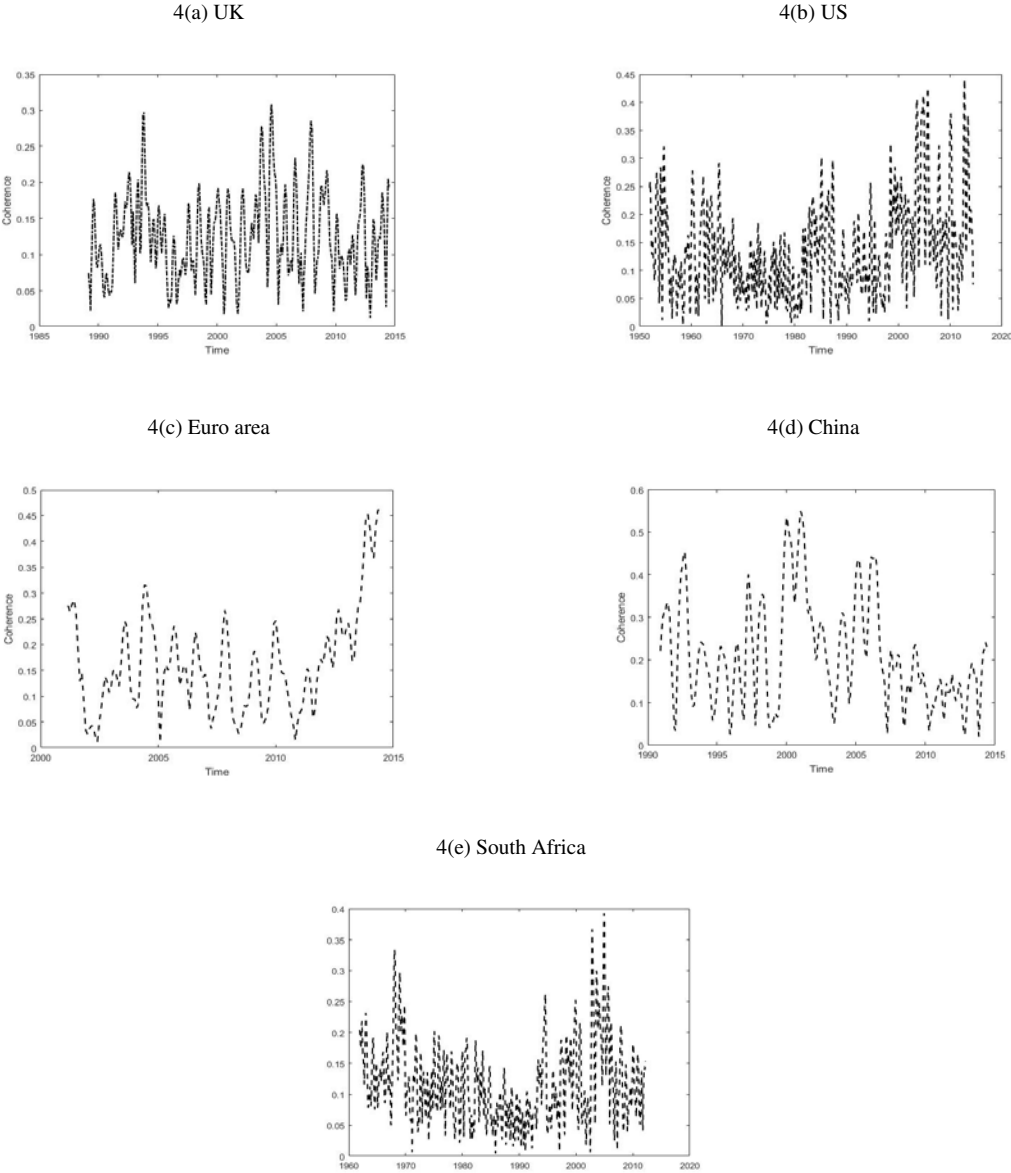 4(a) UK
4(b) US
0.35
0.3
0.25
0.2
0.15
0.1
0.05
0
Coherence
1985 1990 1995 2000 2005 2010 2015
Time
0.45
0.4
0.35
0.3
0.25
0.2
0.15
0.1
0.05
0
Coherence
1950 1960 1970 1980 1990 2000 2010 2020
Time
4(c) Euro area
4(d) China
0.5
0.45
0.4
0.35
0.3
0.25
0.2
0.15
0.1
0.05
0
Coherence
2000 2005 2010 2015
Time
0.6
0.5
0.4
0.3
0.2
0.1
0
Coherence
1990 1995 2000 2005 2010 2015
Time
4(e) South Africa
0.4
0.35
0.3
0.25
0.2
0.15
0.1
0.05
0
1960 1970 1980 1990 2000 2010 2020